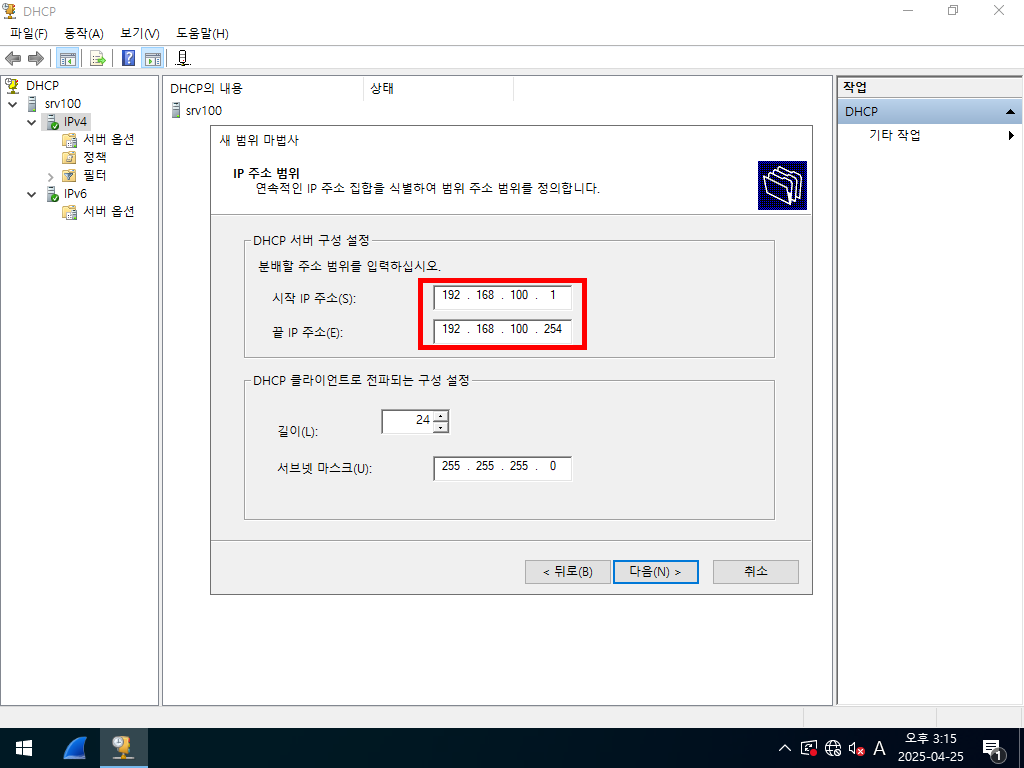 DHCP
파일(F) 동작(A) 보기(V) 도움말(H)
DHCP
srv100
IPv4
서버 옵션
정책
필터
IPv6
서버 옵션
DHCP의 내용 상태
srv100
새 범위 마법사
IP 주소 범위
연속적인 IP 주소 집합을 식별하여 범위 주소 범위를 정의합니다.
DHCP 서버 구성 설정
분배할 주소 범위를 입력하십시오.
시작 IP 주소(S): 192 . 168 . 100 . 1
끝 IP 주소(E): 192 . 168 . 100 . 254
DHCP 클라이언트로 전파되는 구성 설정
길이(L): 24
서브넷 마스크(U): 255 . 255 . 255 . 0
< 뒤로(B) 다음(N) > 취소
작업
DHCP
기타 작업
A
오후 3:15
2025-04-25
1